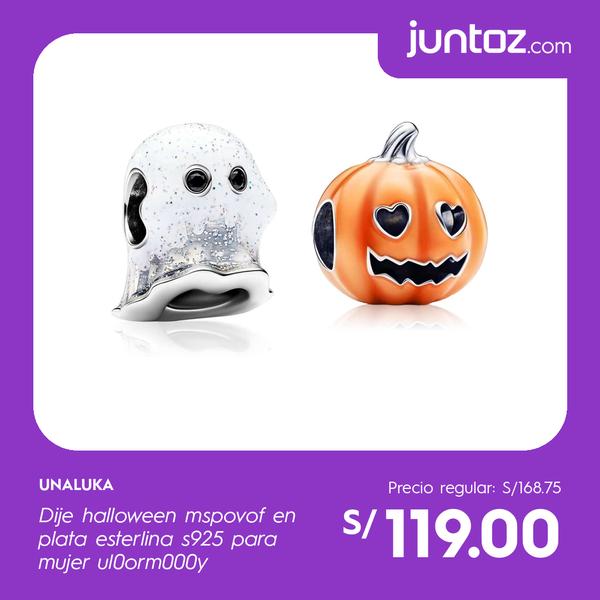 juntoz.com
UNALUKA
Dije halloween mspovof en
plata esterlina s925 para
mujer ul0orm000y
Precio regular: S/168.75
S/119.00